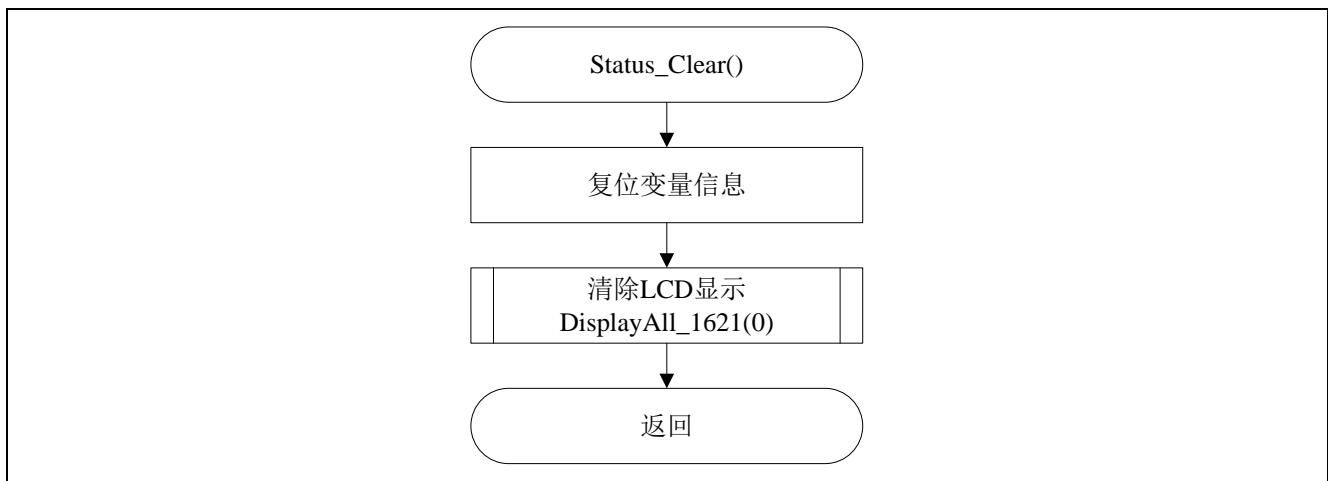 Status_Clear()
复位变量信息
清除LCD显示
DisplayAll_1621(0)
返回